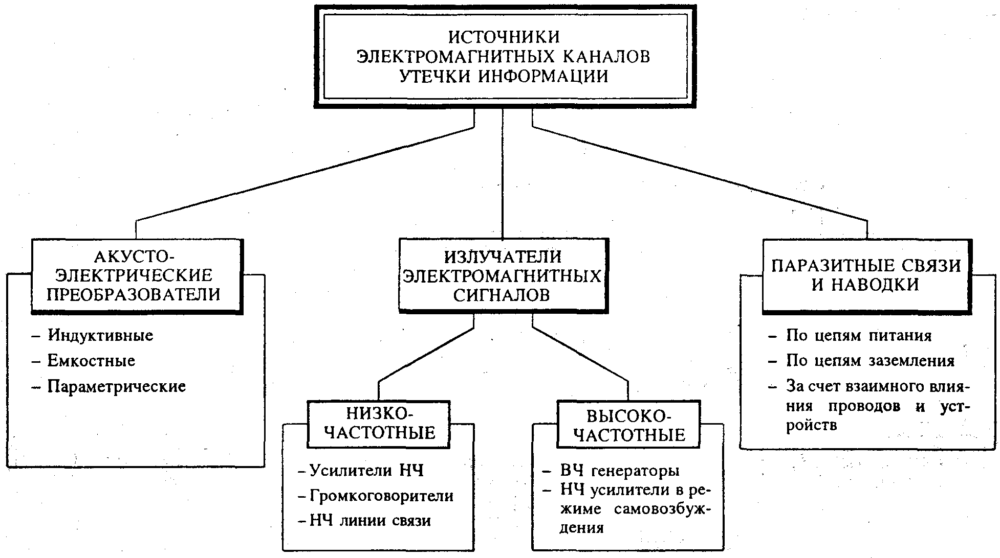 ИСТОЧНИКИ
ЭЛЕКТРОМАГНИТНЫХ КАНАЛОВ
УТЕЧКИ ИНФОРМАЦИИ
АКУСТО-
ЭЛЕКТРИЧЕСКИЕ
ПРЕОБРАЗОВАТЕЛИ
– Индуктивные
– Емкостные
– Параметрические
ИЗЛУЧАТЕЛИ
ЭЛЕКТРОМАГНИТНЫХ
СИГНАЛОВ
НИЗКО-
ЧАСТОТНЫЕ
– Усилители НЧ
– Громкоговорители
– НЧ линии связи
ВЫСОКО-
ЧАСТОТНЫЕ
– ВЧ генераторы
– НЧ усилители в ре-
жиме самовозбуж-
дения
ПАРАЗИТНЫЕ СВЯЗИ
И НАВОДКИ
– По цепям питания
– По цепям заземления
– За счет взаимного влия-
ния проводов и уст-
ройств